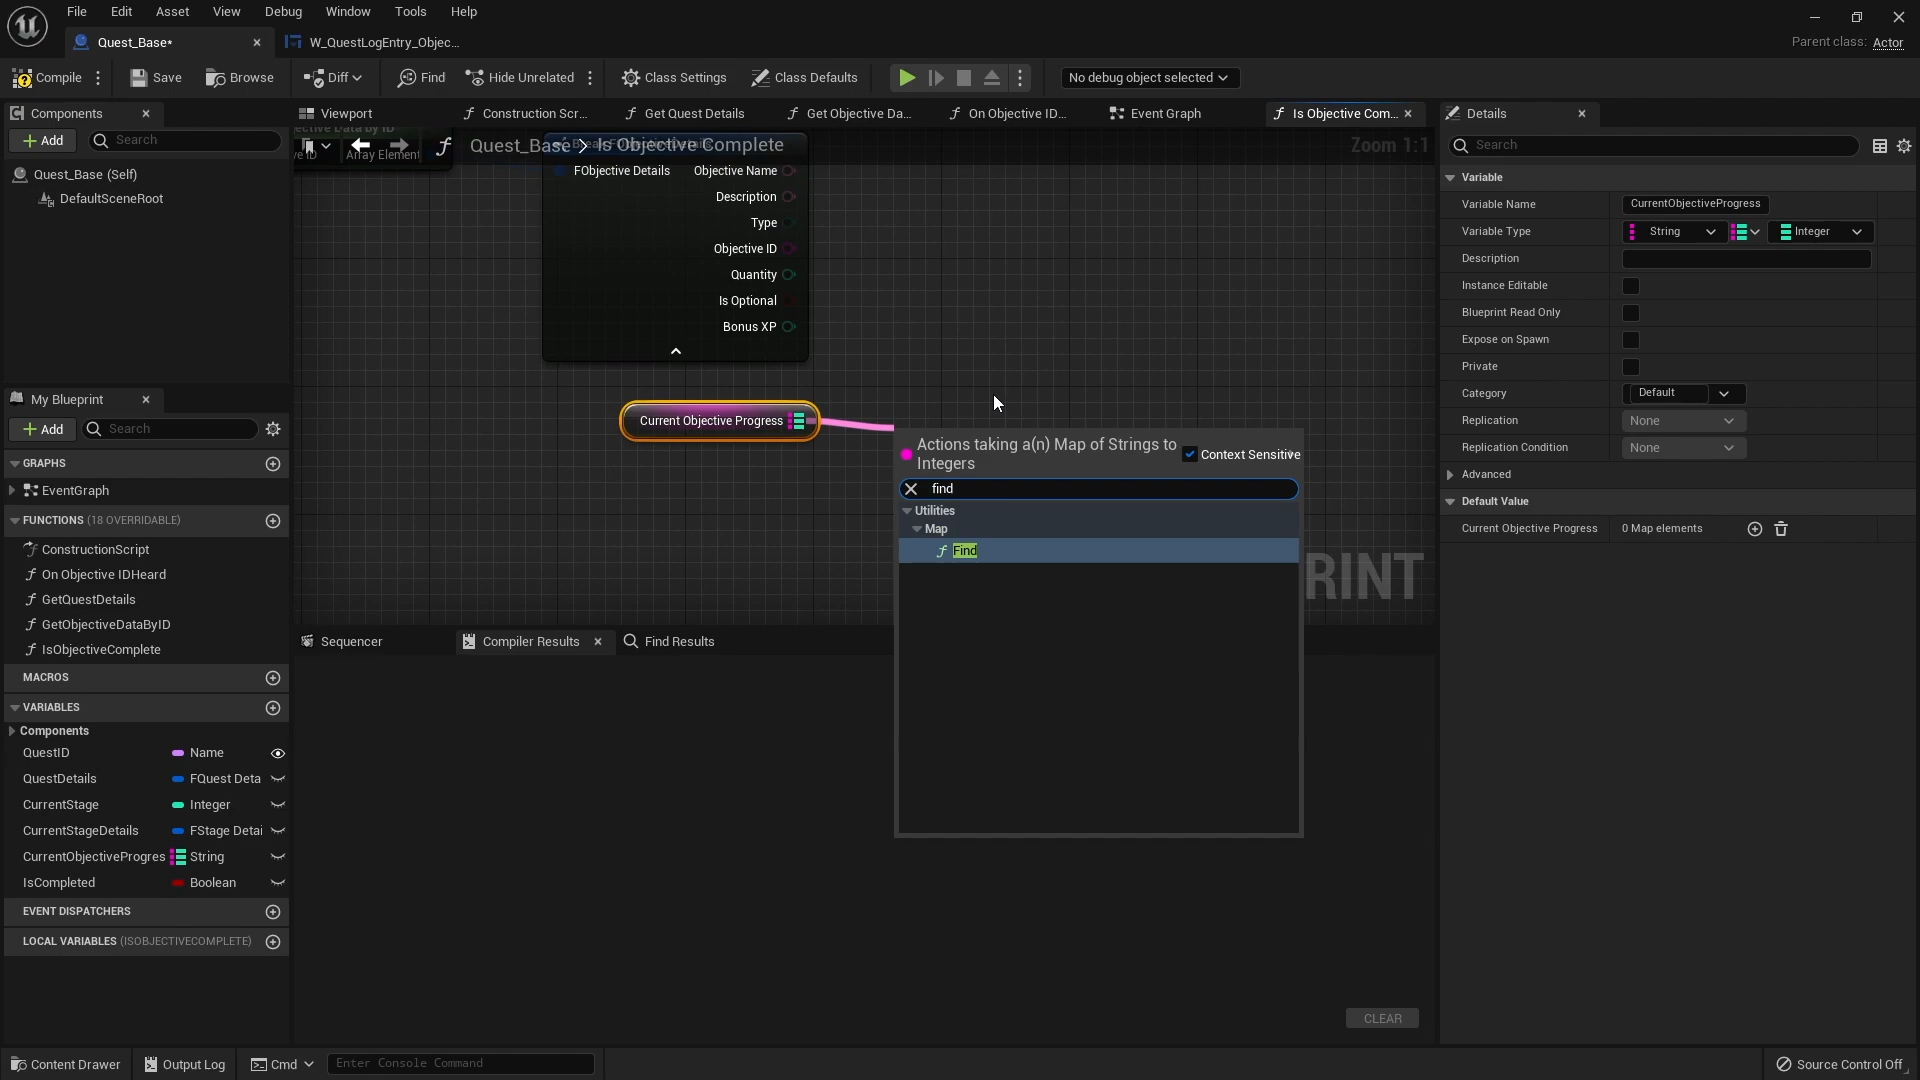 File Edit Asset View Debug Window Tools Help
Quest_Base* W_QuestLogEntry_Objec...
Parent class: Actor
Compile Save Browse Diff Find Hide Unrelated Class Settings Class Defaults No debug object selected
Components
Add Search
Quest_Base (Self)
DefaultSceneRoot
My Blueprint
Add Search
GRAPHS
EventGraph
FUNCTIONS (18 OVERRIDABLE)
ConstructionScript
On Objective IDHeard
GetQuestDetails
GetObjectiveDataByID
IsObjectiveComplete
MACROS
VARIABLES
Components
QuestID Name
QuestDetails FQuest Deta
CurrentStage Integer
CurrentStageDetails FStage Detai
CurrentObjectiveProgres String
IsCompleted Boolean
EVENT DISPATCHERS
LOCAL VARIABLES (ISOBJECTIVECOMPLETE)
Viewport Construction Scr... Get Quest Details Get Objective Da... On Objective ID... Event Graph Is Objective Com...
Quest_Base > Is Objective Complete
Zoom 1:1
ective Data By ID
ve ID Array Element
FObjective Details Objective Name
Description
Type
Objective ID
Quantity
Is Optional
Bonus XP
Current Objective Progress
Actions taking a(n) Map of Strings to
Integers
Context Sensitive
find
Utilities
Map
Find
RINT
Sequencer Compiler Results Find Results
CLEAR
Details
Search
Variable
Variable Name CurrentObjectiveProgress
Variable Type String Integer
Description
Instance Editable
Blueprint Read Only
Expose on Spawn
Private
Category Default
Replication None
Replication Condition None
Advanced
Default Value
Current Objective Progress 0 Map elements
Content Drawer Output Log Cmd Enter Console Command Source Control Off